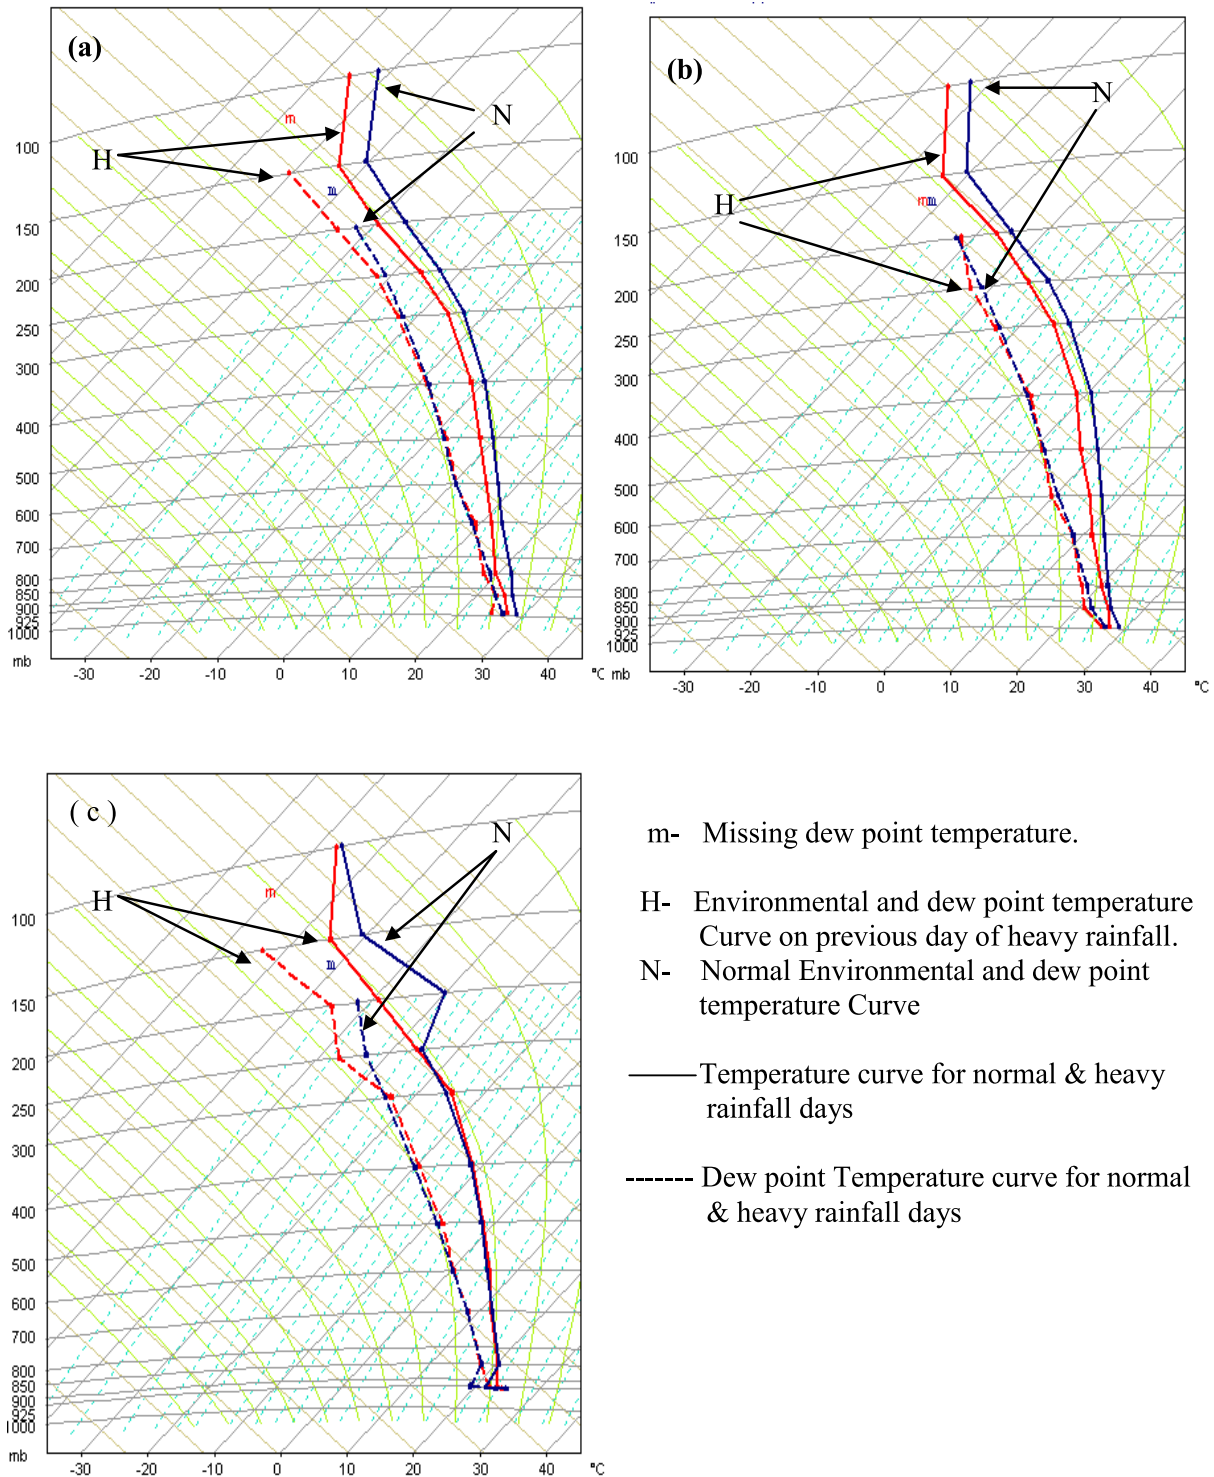 (a)
N
H
m
m
100
150
200
250
300
400
500
600
700
800
850
900
925
1000
mb
-30 -20 -10 0 10 20 30 40 °C
(b)
N
H
m m
100
150
200
250
300
400
500
600
700
800
850
900
925
1000
mb
-30 -20 -10 0 10 20 30 40 °C
( c )
N
H
m
m
100
150
200
250
300
400
500
600
700
800
850
900
925
1000
mb
-30 -20 -10 0 10 20 30 40 °C
m- Missing dew point temperature.
H- Environmental and dew point temperature
Curve on previous day of heavy rainfall.
N- Normal Environmental and dew point
temperature Curve
Temperature curve for normal & heavy
rainfall days
Dew point Temperature curve for normal
& heavy rainfall days